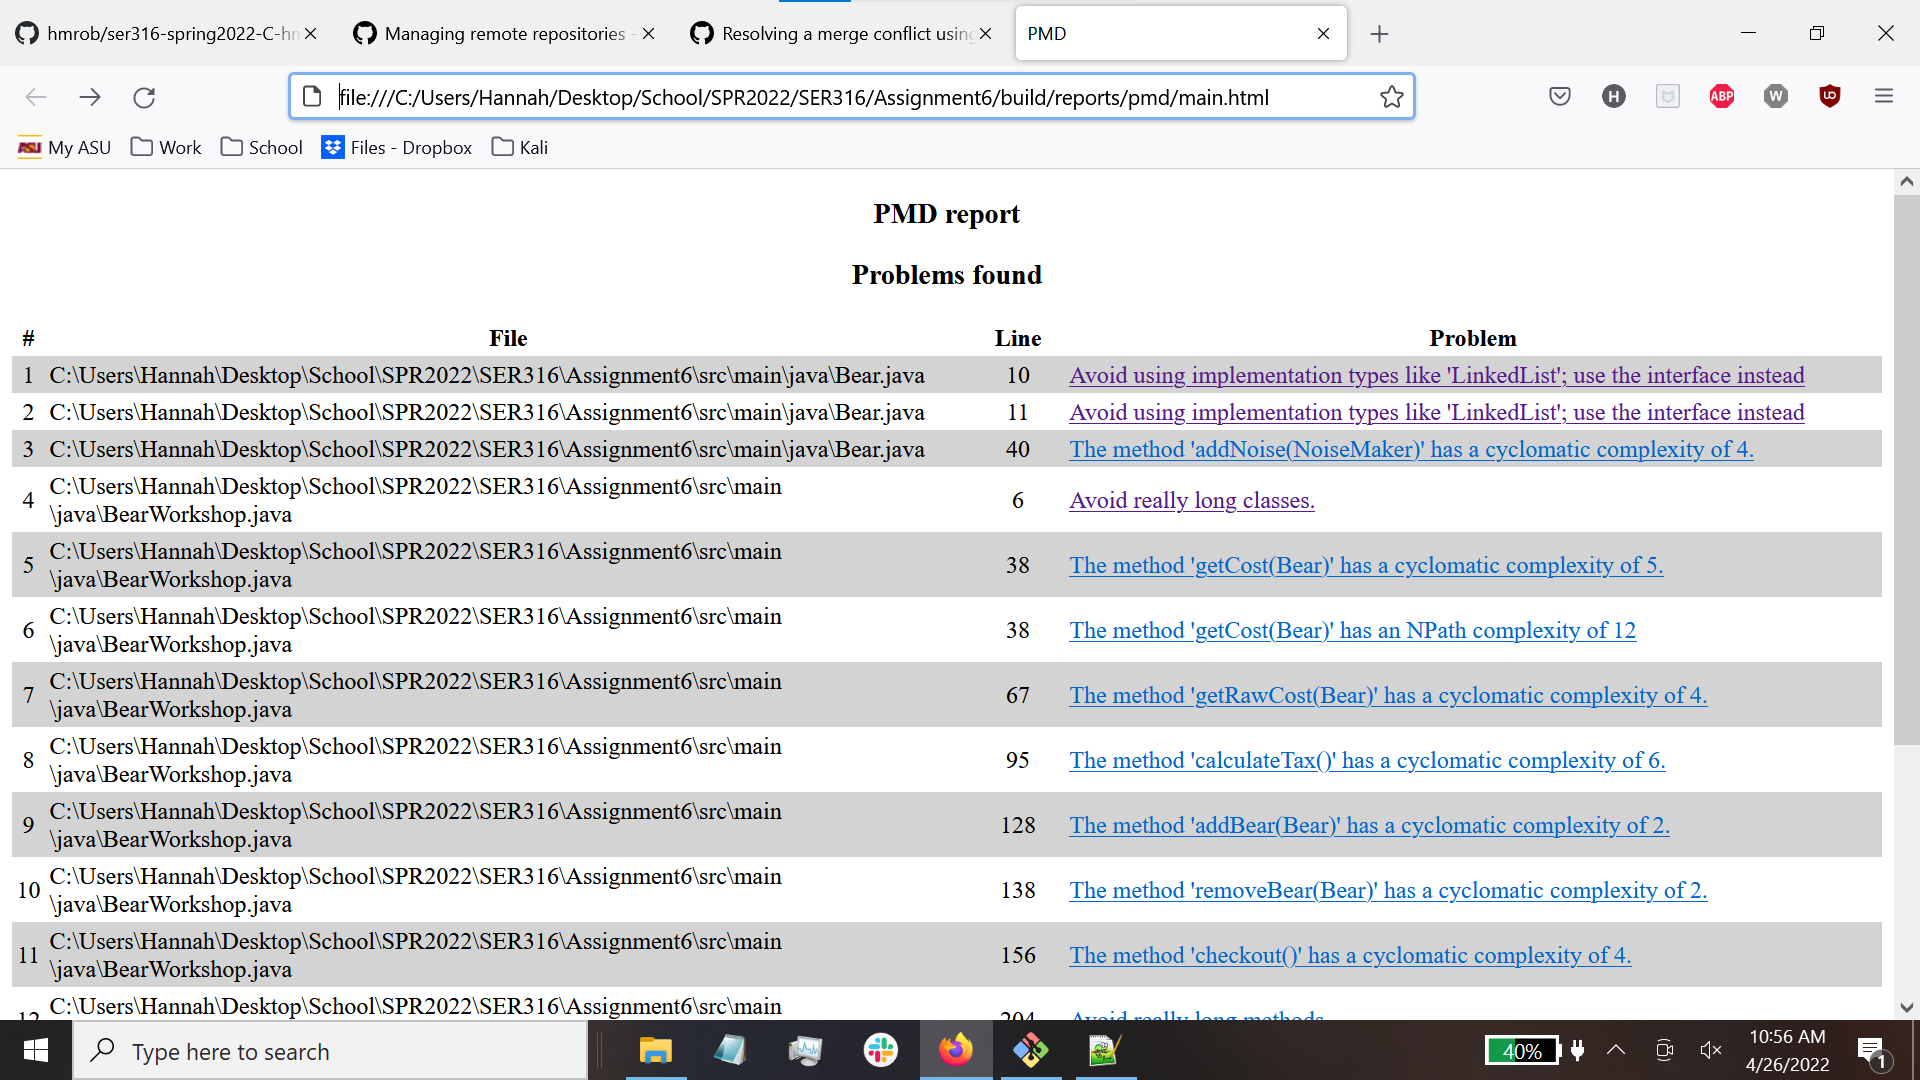 hmrob/ser316-spring2022-C-hm
Managing remote repositories -
Resolving a merge conflict using
PMD
file:///C:/Users/Hannah/Desktop/School/SPR2022/SER316/Assignment6/build/reports/pmd/main.html
H
ABP
W
ASU My ASU
Work
School
Files - Dropbox
Kali
PMD report
Problems found
# File Line Problem
1 C:\Users\Hannah\Desktop\School\SPR2022\SER316\Assignment6\src\main\java\Bear.java 10 Avoid using implementation types like 'LinkedList'; use the interface instead
2 C:\Users\Hannah\Desktop\School\SPR2022\SER316\Assignment6\src\main\java\Bear.java 11 Avoid using implementation types like 'LinkedList'; use the interface instead
3 C:\Users\Hannah\Desktop\School\SPR2022\SER316\Assignment6\src\main\java\Bear.java 40 The method 'addNoise(NoiseMaker)' has a cyclomatic complexity of 4.
C:\Users\Hannah\Desktop\School\SPR2022\SER316\Assignment6\src\main
4 \java\BearWorkshop.java 6 Avoid really long classes.
C:\Users\Hannah\Desktop\School\SPR2022\SER316\Assignment6\src\main
5 \java\BearWorkshop.java 38 The method 'getCost(Bear)' has a cyclomatic complexity of 5.
C:\Users\Hannah\Desktop\School\SPR2022\SER316\Assignment6\src\main
6 \java\BearWorkshop.java 38 The method 'getCost(Bear)' has an NPath complexity of 12
C:\Users\Hannah\Desktop\School\SPR2022\SER316\Assignment6\src\main
7 \java\BearWorkshop.java 67 The method 'getRawCost(Bear)' has a cyclomatic complexity of 4.
C:\Users\Hannah\Desktop\School\SPR2022\SER316\Assignment6\src\main
8 \java\BearWorkshop.java 95 The method 'calculateTax()' has a cyclomatic complexity of 6.
C:\Users\Hannah\Desktop\School\SPR2022\SER316\Assignment6\src\main
9 \java\BearWorkshop.java 128 The method 'addBear(Bear)' has a cyclomatic complexity of 2.
C:\Users\Hannah\Desktop\School\SPR2022\SER316\Assignment6\src\main
10 \java\BearWorkshop.java 138 The method 'removeBear(Bear)' has a cyclomatic complexity of 2.
C:\Users\Hannah\Desktop\School\SPR2022\SER316\Assignment6\src\main
11 \java\BearWorkshop.java 156 The method 'checkout()' has a cyclomatic complexity of 4.
C:\Users\Hannah\Desktop\School\SPR2022\SER316\Assignment6\src\main
12 204 Avoid really long methods.
Type here to search
40%
10:56 AM
4/26/2022
1